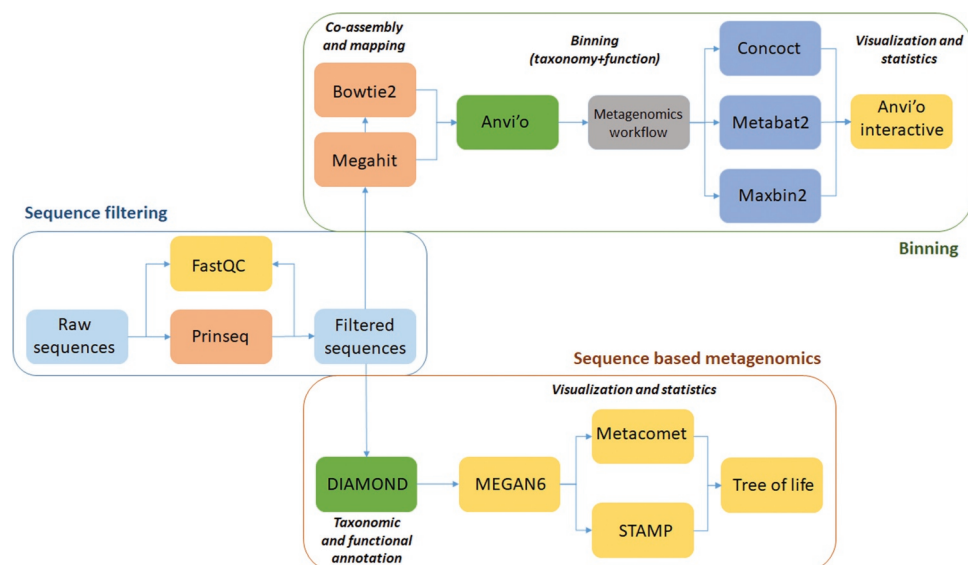 Co-assembly
and mapping
Binning
(taxonomy+function)
Visualization and
statistics
Bowtie2
Megahit
Anvi’o
Metagenomics
workflow
Concoct
Metabat2
Maxbin2
Anvi’o
interactive
Binning
Sequence filtering
FastQC
Raw
sequences
Prinseq
Filtered
sequences
Sequence based metagenomics
Visualization and statistics
DIAMOND
Taxonomic
and functional
annotation
MEGAN6
Metacomet
STAMP
Tree of life